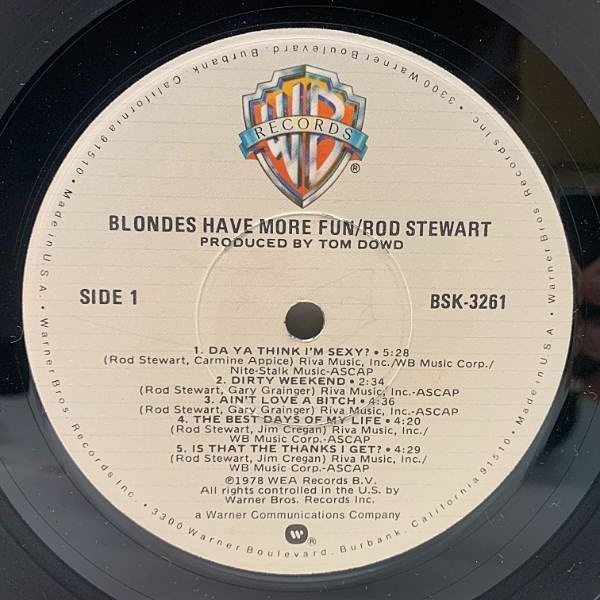 WB
RECORDS
®
BLONDES HAVE MORE FUN/ROD STEWART
PRODUCED BY TOM DOWD
SIDE 1
BSK-3261
1. DA YA THINK I'M SEXY? • 5:28
(Rod Stewart, Carmine Appice) Riva Music, Inc./WB Music Corp./
Nite-Stalk Music-ASCAP
2. DIRTY WEEKEND • 2:34
(Rod Stewart, Gary Grainger) Riva Music, Inc.-ASCAP
3. AIN'T LOVE A BITCH • 4:36
(Rod Stewart, Gary Grainger) Riva Music, Inc.-ASCAP
4. THE BEST DAYS OF MY LIFE • 4:20
(Rod Stewart, Jim Cregan) Riva Music, Inc./
WB Music Corp.-ASCAP
5. IS THAT THE THANKS I GET? • 4:29
(Rod Stewart, Jim Cregan) Riva Music, Inc./
WB Music Corp.-ASCAP
℗1978 WEA Records B.V.
All rights controlled in the U.S. by
Warner Bros. Records Inc.
a Warner Communications Company
®
• 3300 Warner Boulevard, Burbank, California 91510 • Made in U.S.A. • Warner Bros. Records Inc. • 3300 Warner Boulevard, Burbank, California 91510 • Made in U.S.A. • Warner Bros. Records Inc.